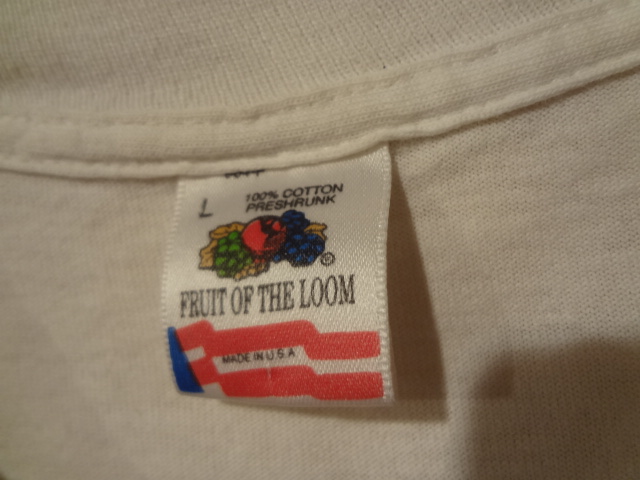 L
100% COTTON
PRESHRUNK
®
FRUIT OF THE LOOM
MADE IN U.S.A